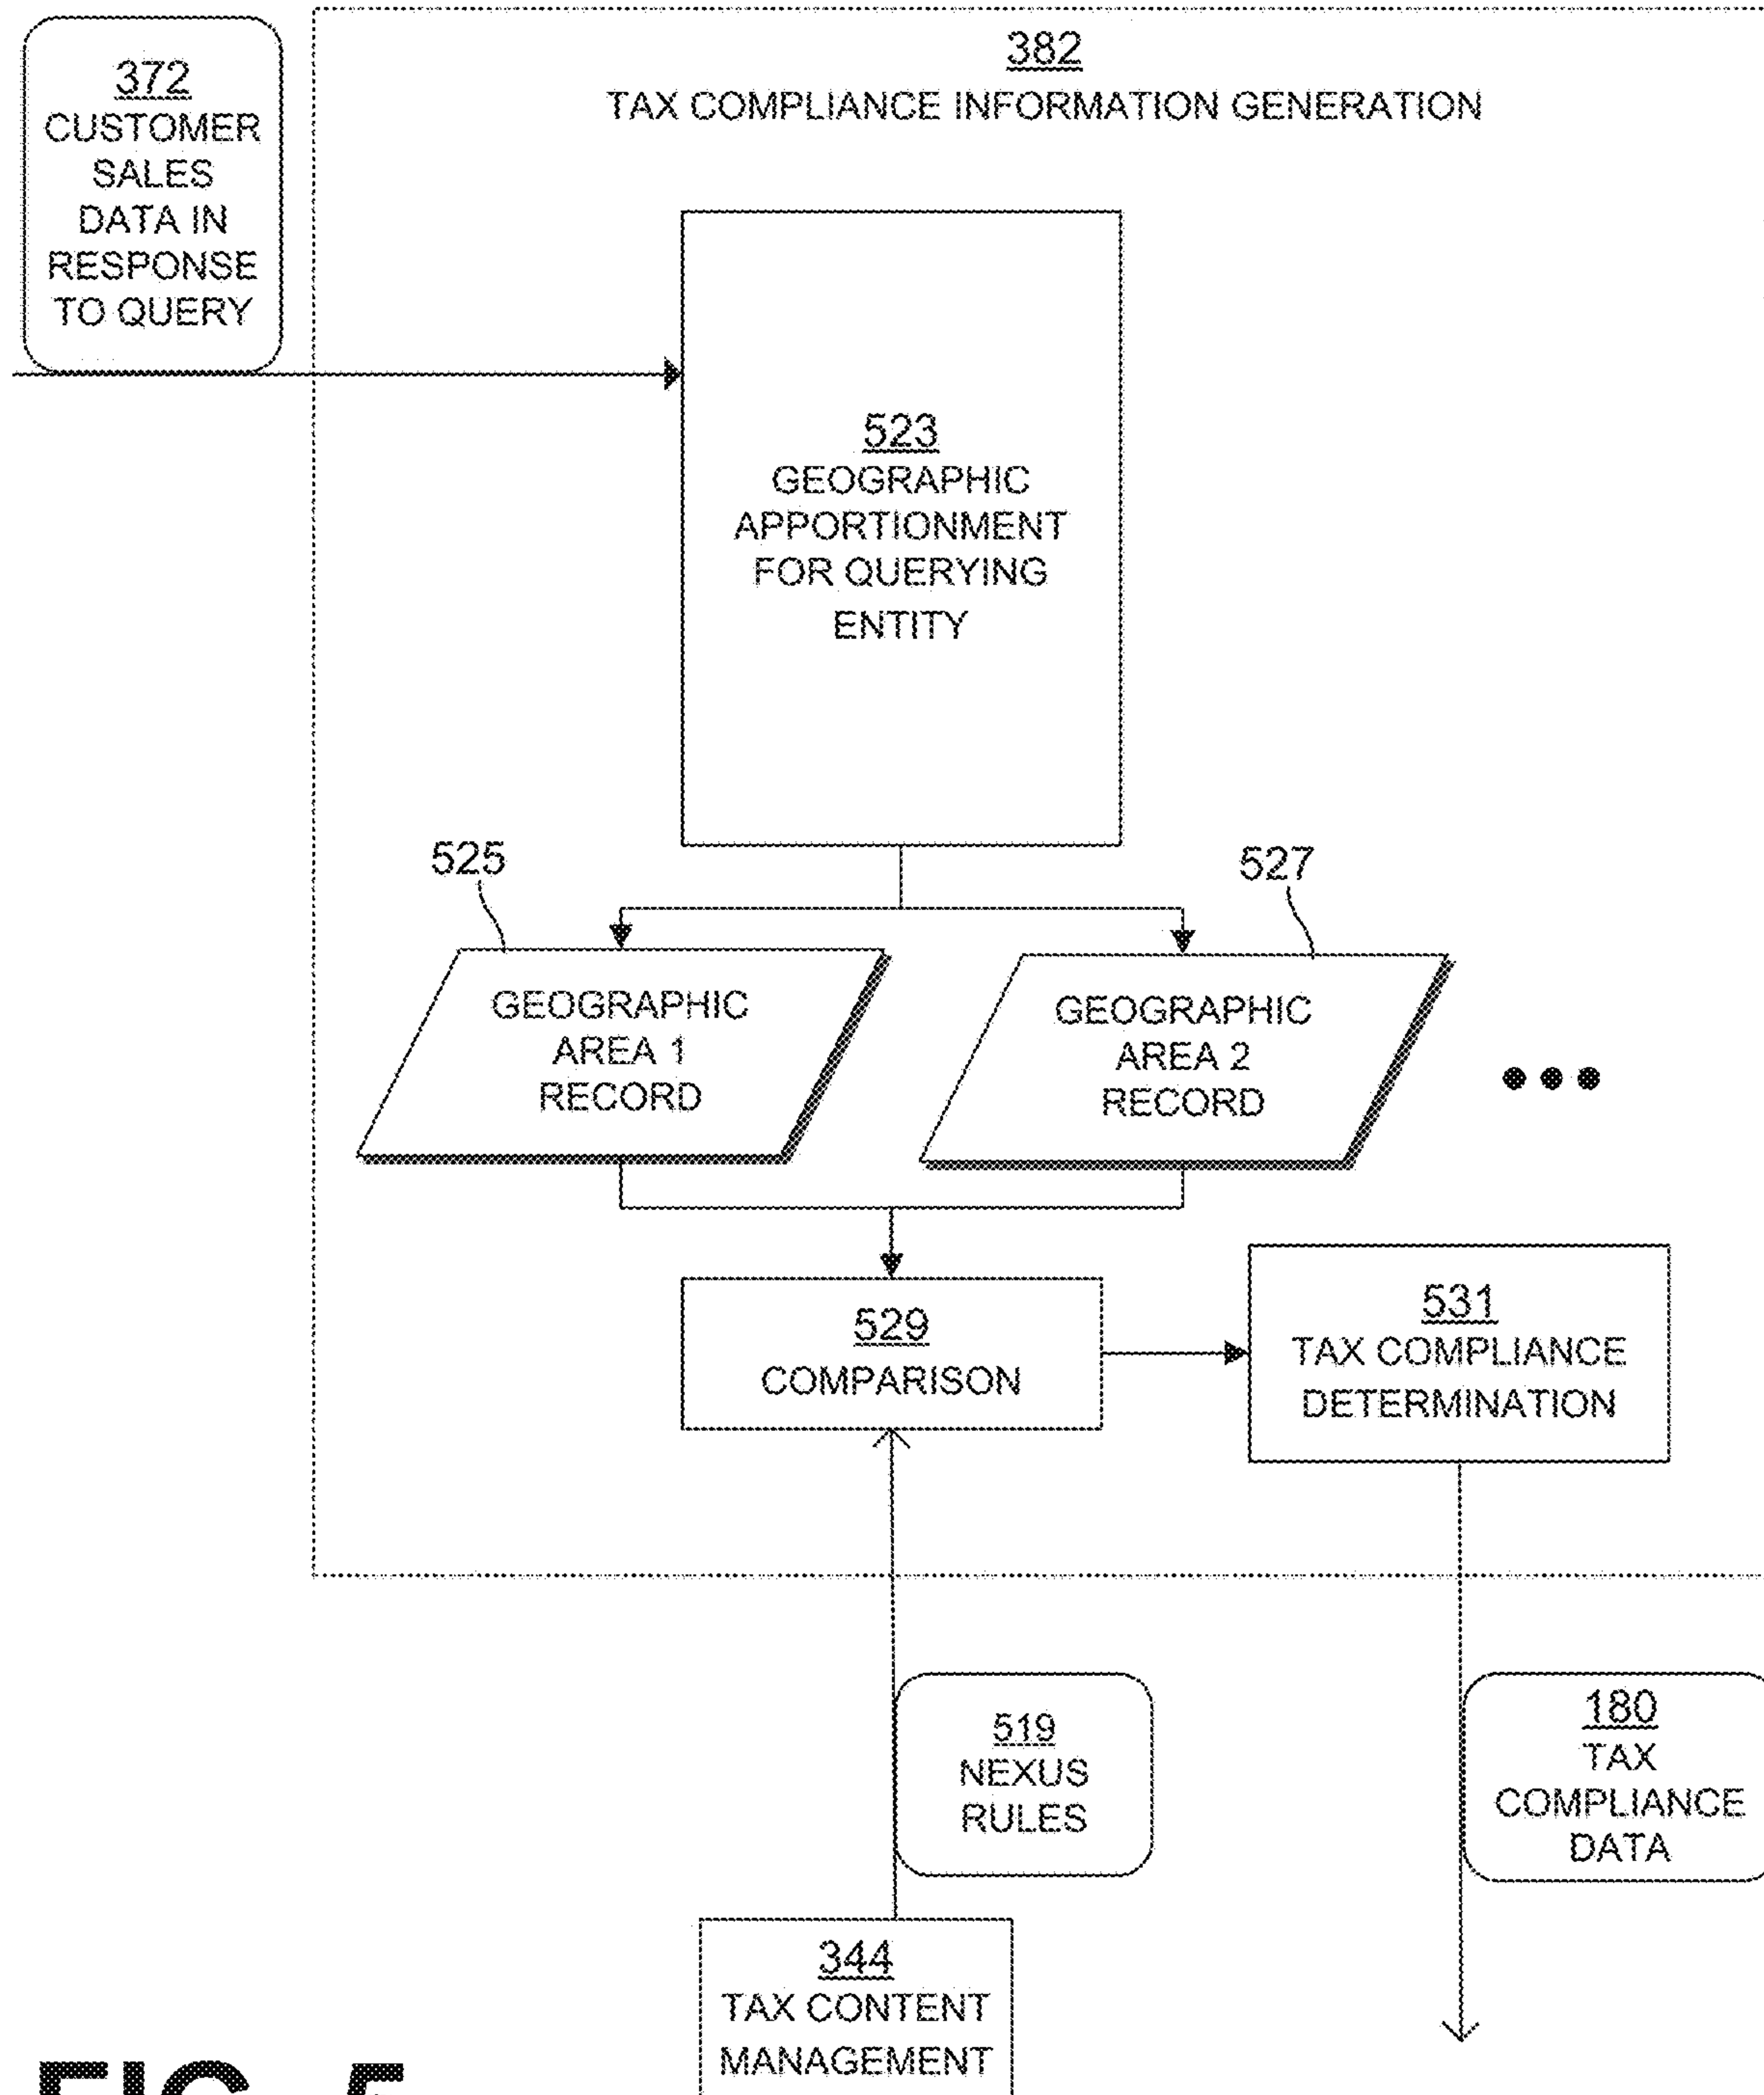 372
CUSTOMER
SALES
DATA IN
RESPONSE
TO QUERY
382
TAX COMPLIANCE INFORMATION GENERATION
523
GEOGRAPHIC
APPORTIONMENT
FOR QUERYING
ENTITY
525
527
GEOGRAPHIC
AREA 1
RECORD
GEOGRAPHIC
AREA 2
RECORD
529
COMPARISON
531
TAX COMPLIANCE
DETERMINATION
519
NEXUS
RULES
180
TAX
COMPLIANCE
DATA
344
TAX CONTENT
MANAGEMENT
FIG. 5